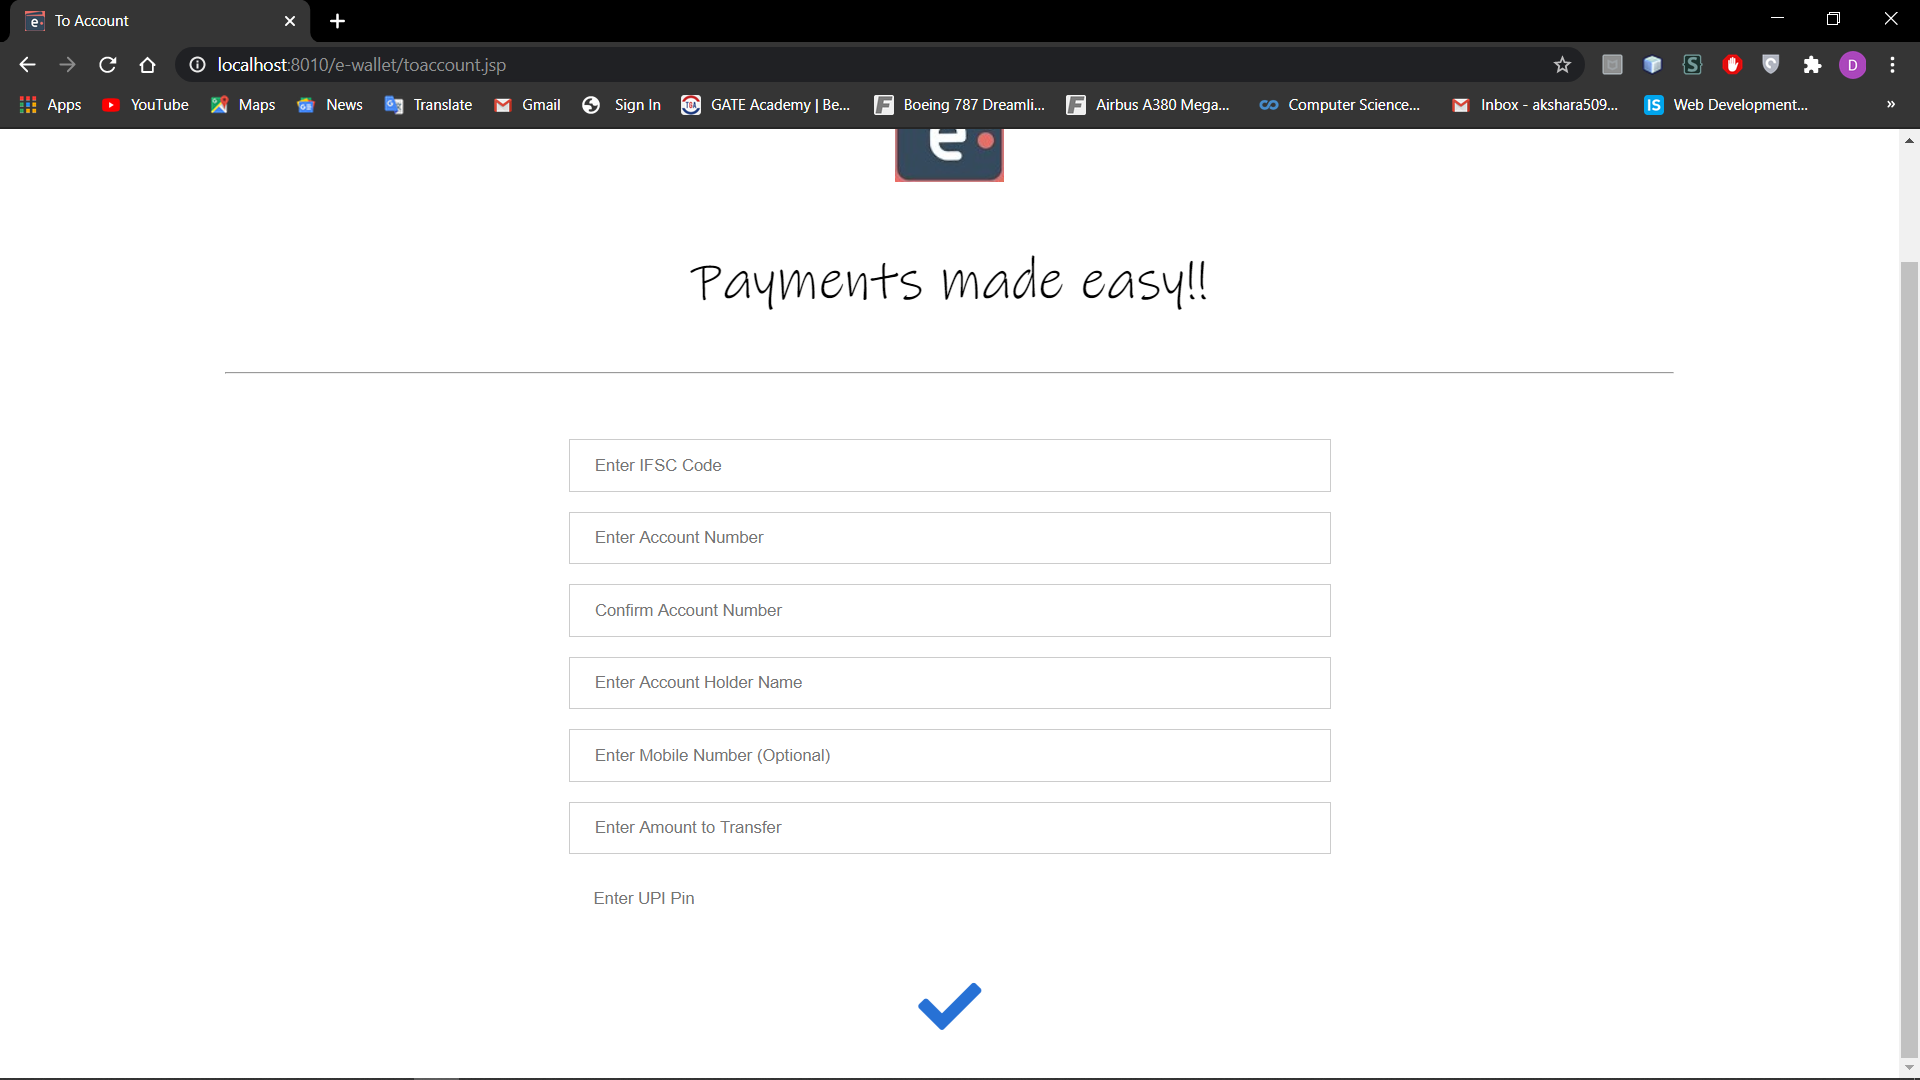 To Account
localhost:8010/e-wallet/toaccount.jsp
D
Apps YouTube Maps News Translate Gmail Sign In GATE Academy | Be... Boeing 787 Dreamli... Airbus A380 Mega... Computer Science... Inbox - akshara509... IS Web Development... »
e
Payments made easy!!
Enter IFSC Code
Enter Account Number
Confirm Account Number
Enter Account Holder Name
Enter Mobile Number (Optional)
Enter Amount to Transfer
Enter UPI Pin